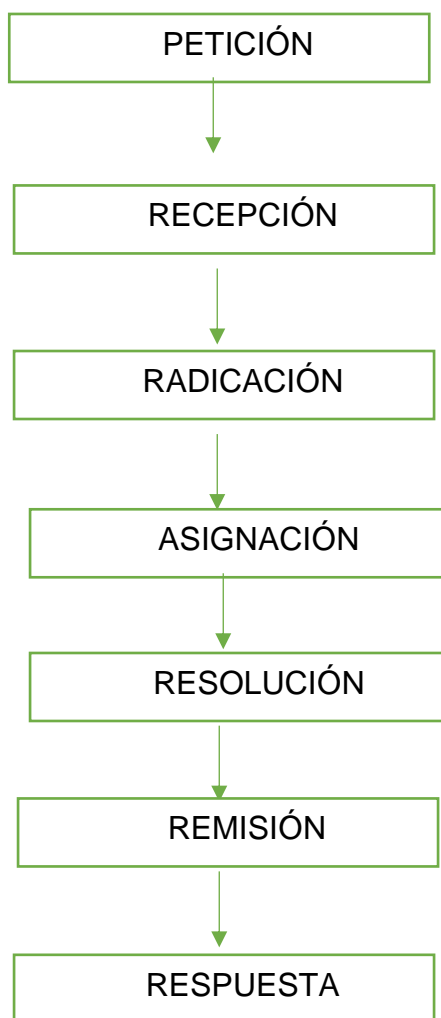 PETICIÓN
RECEPCIÓN
RADICACIÓN
ASIGNACIÓN
RESOLUCIÓN
REMISIÓN
RESPUESTA